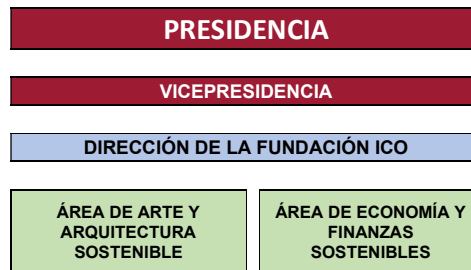 PRESIDENCIA
VICEPRESIDENCIA
DIRECCIÓN DE LA FUNDACIÓN ICO
ÁREA DE ARTE Y
ARQUITECTURA
SOSTENIBLE
ÁREA DE ECONOMÍA Y
FINANZAS
SOSTENIBLES